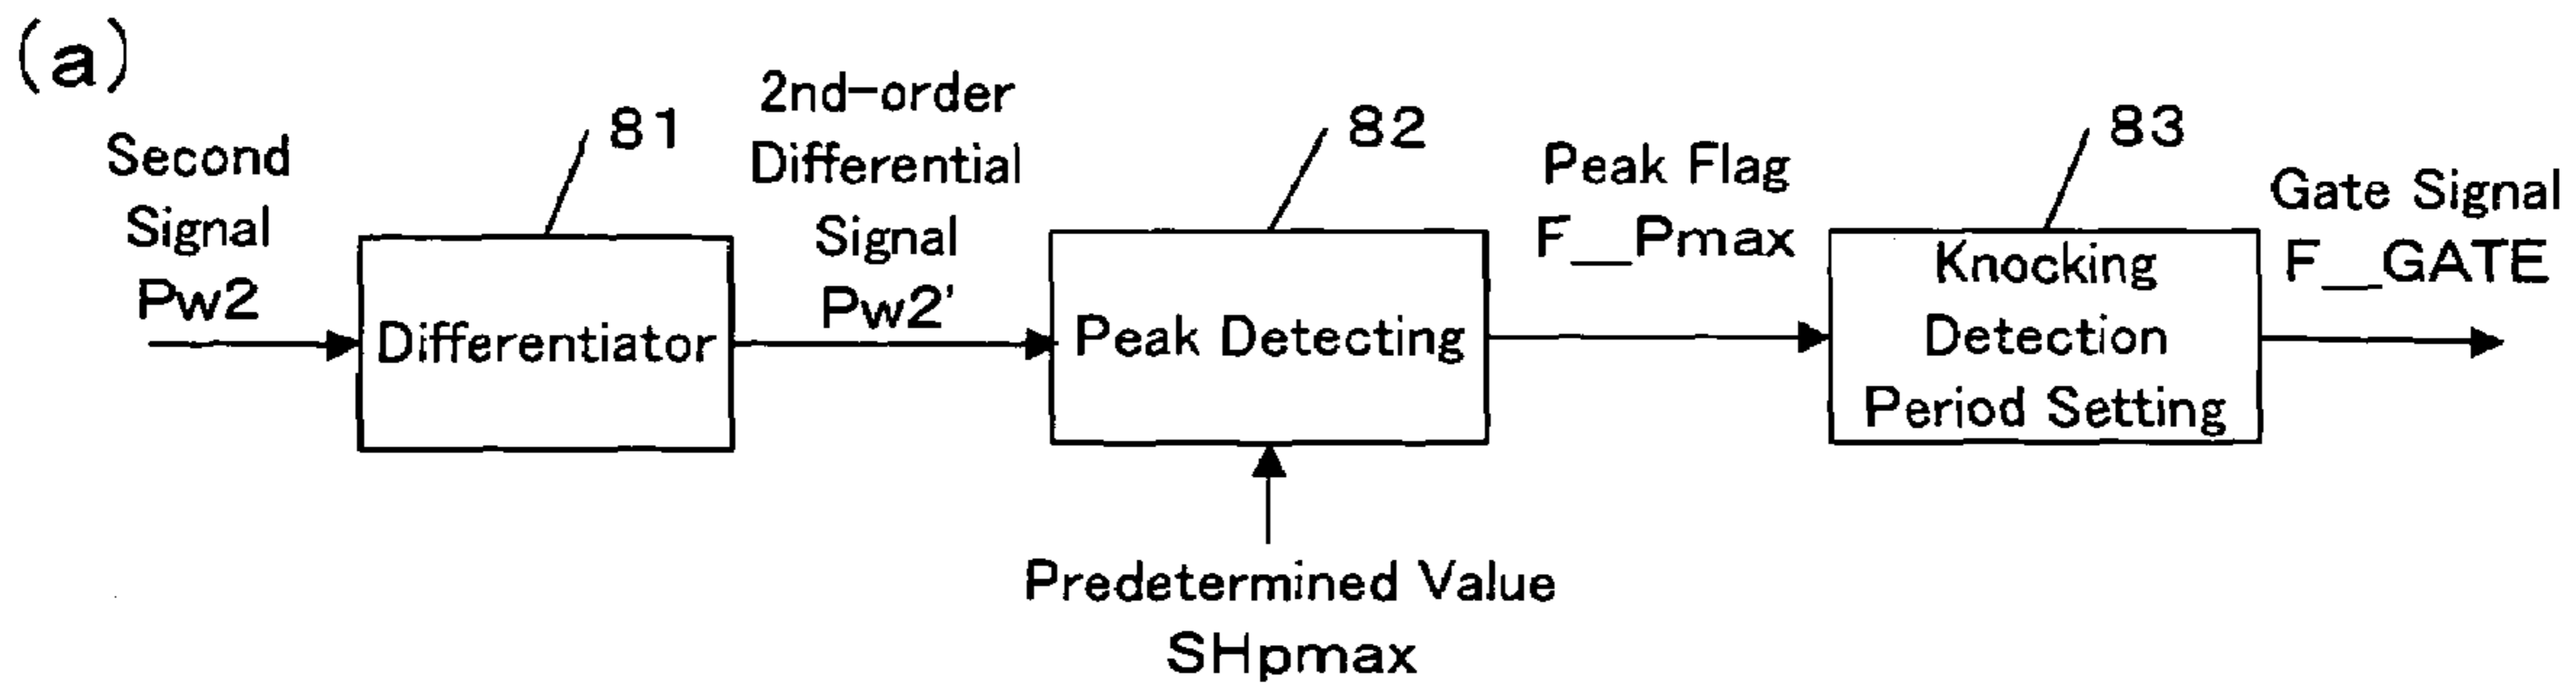 (a)
Second
Signal
Pw2
81
Differentiator
2nd-order
Differential
Signal
Pw2'
82
Peak Detecting
Predetermined Value
SHpmax
Peak Flag
F__Pmax
83
Knocking
Detection
Period Setting
Gate Signal
F__GATE